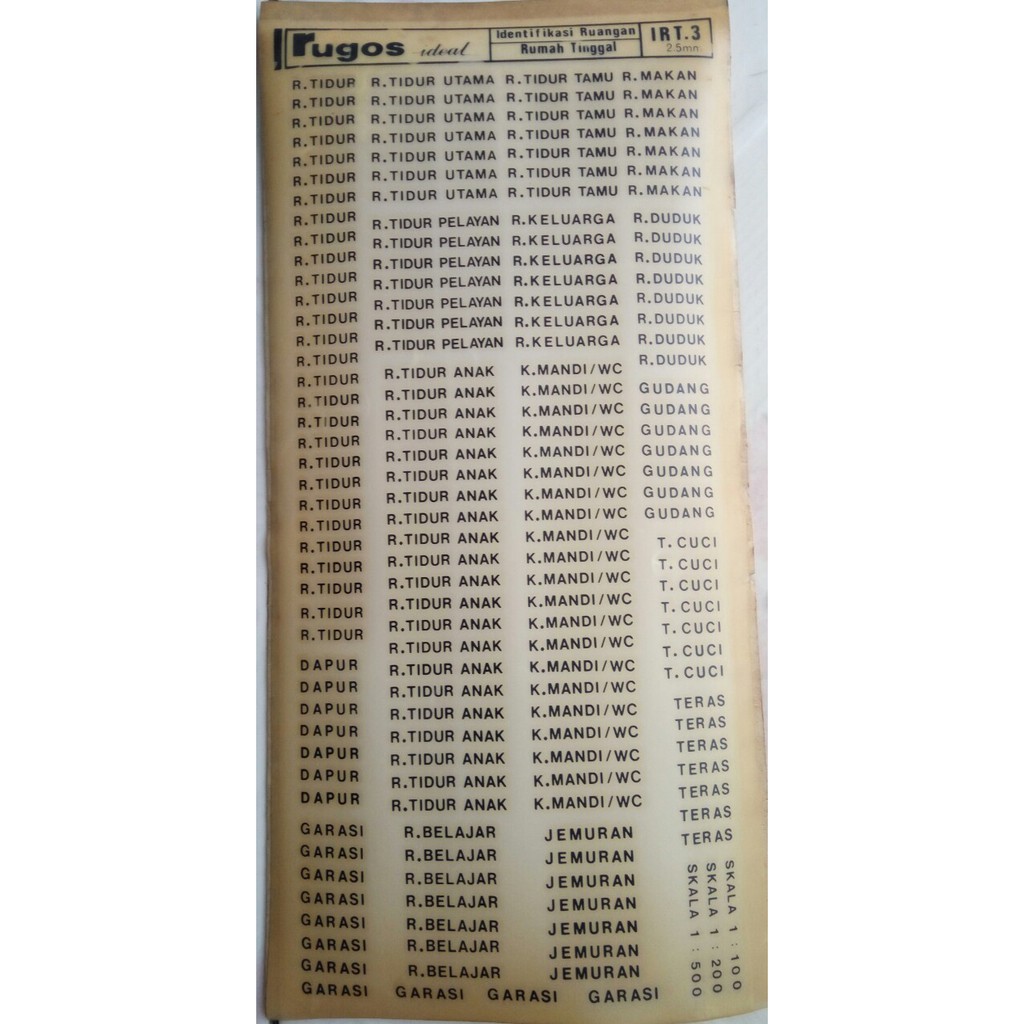 rugos ideal
Identifikasi Ruangan
Rumah Tinggal
IRT.3
2.5mm
R.TIDUR R.TIDUR UTAMA R.TIDUR TAMU R.MAKAN
R.TIDUR R.TIDUR UTAMA R.TIDUR TAMU R.MAKAN
R.TIDUR R.TIDUR UTAMA R.TIDUR TAMU R.MAKAN
R.TIDUR R.TIDUR UTAMA R.TIDUR TAMU R.MAKAN
R.TIDUR R.TIDUR UTAMA R.TIDUR TAMU R.MAKAN
R.TIDUR R.TIDUR UTAMA R.TIDUR TAMU R.MAKAN
R.TIDUR R.TIDUR UTAMA R.TIDUR TAMU R.MAKAN
R.TIDUR R.TIDUR PELAYAN R.KELUARGA R.DUDUK
R.TIDUR R.TIDUR PELAYAN R.KELUARGA R.DUDUK
R.TIDUR R.TIDUR PELAYAN R.KELUARGA R.DUDUK
R.TIDUR R.TIDUR PELAYAN R.KELUARGA R.DUDUK
R.TIDUR R.TIDUR PELAYAN R.KELUARGA R.DUDUK
R.TIDUR R.TIDUR PELAYAN R.KELUARGA R.DUDUK
R.TIDUR R.TIDUR PELAYAN R.KELUARGA R.DUDUK
R.TIDUR R.TIDUR ANAK K.MANDI/WC R.DUDUK
R.TIDUR R.TIDUR ANAK K.MANDI/WC GUDANG
R.TIDUR R.TIDUR ANAK K.MANDI/WC GUDANG
R.TIDUR R.TIDUR ANAK K.MANDI/WC GUDANG
R.TIDUR R.TIDUR ANAK K.MANDI/WC GUDANG
R.TIDUR R.TIDUR ANAK K.MANDI/WC GUDANG
R.TIDUR R.TIDUR ANAK K.MANDI/WC GUDANG
R.TIDUR R.TIDUR ANAK K.MANDI/WC GUDANG
R.TIDUR R.TIDUR ANAK K.MANDI/WC T.CUCI
R.TIDUR R.TIDUR ANAK K.MANDI/WC T.CUCI
R.TIDUR R.TIDUR ANAK K.MANDI/WC T.CUCI
R.TIDUR R.TIDUR ANAK K.MANDI/WC T.CUCI
R.TIDUR R.TIDUR ANAK K.MANDI/WC T.CUCI
R.TIDUR R.TIDUR ANAK K.MANDI/WC T.CUCI
DAPUR R.TIDUR ANAK K.MANDI/WC T.CUCI
DAPUR R.TIDUR ANAK K.MANDI/WC TERAS
DAPUR R.TIDUR ANAK K.MANDI/WC TERAS
DAPUR R.TIDUR ANAK K.MANDI/WC TERAS
DAPUR R.TIDUR ANAK K.MANDI/WC TERAS
DAPUR R.TIDUR ANAK K.MANDI/WC TERAS
DAPUR R.TIDUR ANAK K.MANDI/WC TERAS
GARASI R.BELAJAR JEMURAN TERAS
GARASI R.BELAJAR JEMURAN
GARASI R.BELAJAR JEMURAN
GARASI R.BELAJAR JEMURAN
GARASI R.BELAJAR JEMURAN
GARASI R.BELAJAR JEMURAN
GARASI R.BELAJAR JEMURAN
GARASI GARASI GARASI GARASI
SKALA 1 : 100
SKALA 1 : 200
SKALA 1 : 500